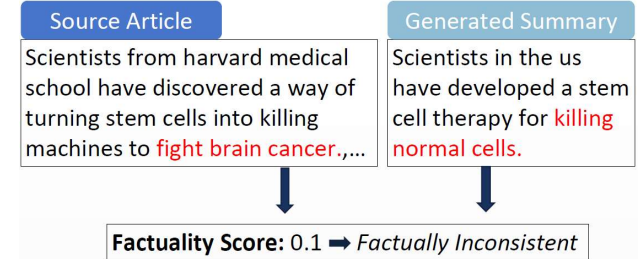 Source Article
Scientists from harvard medical
school have discovered a way of
turning stem cells into killing
machines to fight brain cancer.,...
Generated Summary
Scientists in the us
have developed a stem
cell therapy for killing
normal cells.
Factuality Score: 0.1 ➡ Factually Inconsistent